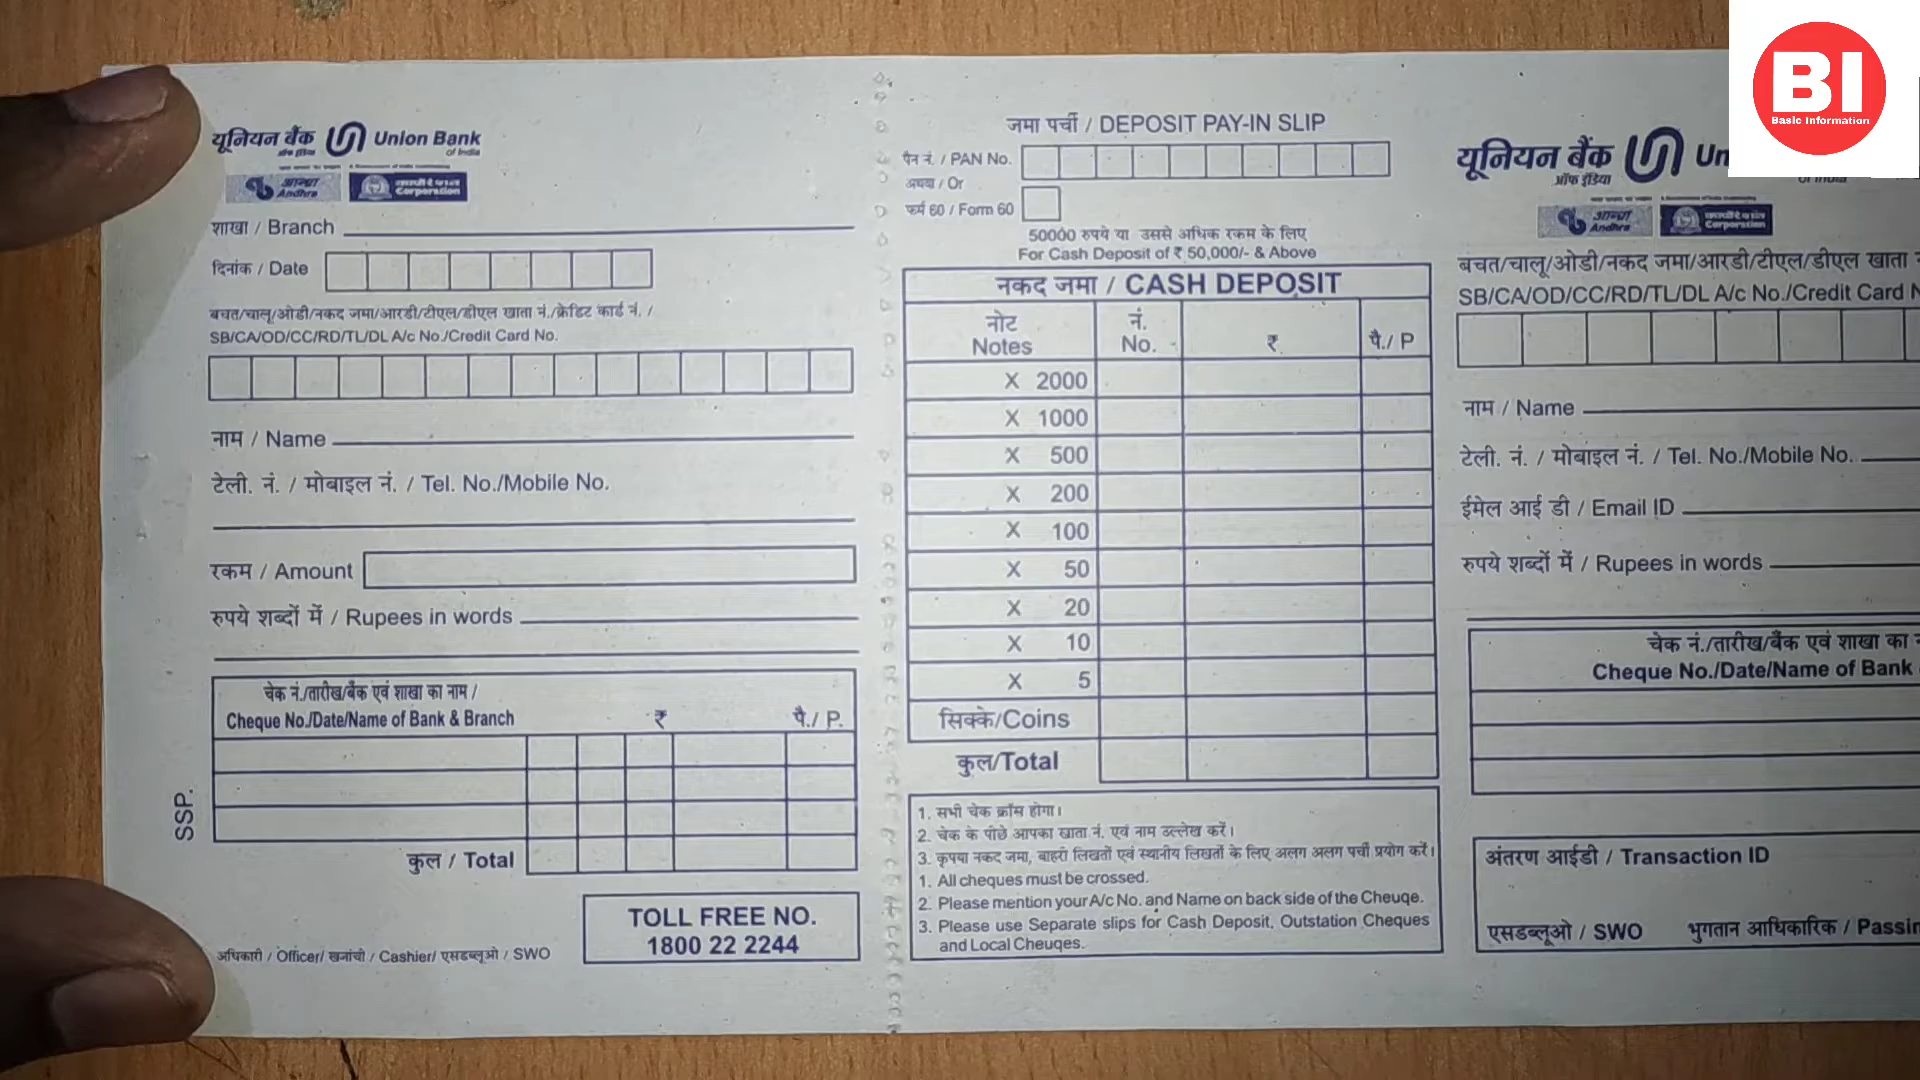 यूनियन बैंक Union Bank
ऑफ इंडिया of India
आन्ध्रा Andhra Corporation
शाखा / Branch
दिनांक / Date
बचत/चालू/ओडी/नकद जमा/आरडी/टीएल/डीएल खाता नं./क्रेडिट कार्ड नं. /
SB/CA/OD/CC/RD/TL/DL A/c No./Credit Card No.
नाम / Name
टेली. नं. / मोबाइल नं. / Tel. No./Mobile No.
रकम / Amount
रुपये शब्दों में / Rupees in words
चेक नं./तारीख/बैंक एवं शाखा का नाम /
Cheque No./Date/Name of Bank & Branch ₹ पै./ P.
कुल / Total
SSP.
TOLL FREE NO.
1800 22 2244
अधिकारी / Officer/ खजांची / Cashier/ एसडब्लूओ / SWO
जमा पर्ची / DEPOSIT PAY-IN SLIP
पैन नं. / PAN No.
अथवा / Or
फर्म 60 / Form 60
50000 रुपये या उससे अधिक रकम के लिए
For Cash Deposit of ₹ 50,000/- & Above
नकद जमा / CASH DEPOSIT
नोट नं.
Notes No. ₹ पै./ P
X 2000
X 1000
X 500
X 200
X 100
X 50
X 20
X 10
X 5
सिक्के/Coins
कुल/Total
1. सभी चेक क्रॉस होगा।
2. चेक के पीछे आपका खाता नं. एवं नाम उल्लेख करें।
3. कृपया नकद जमा, बाहरी लिखतों एवं स्थानीय लिखतों के लिए अलग अलग पर्ची प्रयोग करें।
1. All cheques must be crossed.
2. Please mention your A/c No. and Name on back side of the Cheuqe.
3. Please use Separate slips for Cash Deposit, Outstation Cheques
and Local Cheuqes.
यूनियन बैंक Un
ऑफ इंडिया
आन्ध्रा Andhra Corporation
बचत/चालू/ओडी/नकद जमा/आरडी/टीएल/डीएल खाता
SB/CA/OD/CC/RD/TL/DL A/c No./Credit Card N
नाम / Name
टेली. नं. / मोबाइल नं. / Tel. No./Mobile No.
ईमेल आई डी / Email ID
रुपये शब्दों में / Rupees in words
चेक नं./तारीख/बैंक एवं शाखा का
Cheque No./Date/Name of Bank
अंतरण आईडी / Transaction ID
एसडब्लूओ / SWO भुगतान आधिकारिक / Passin
BI
Basic Information